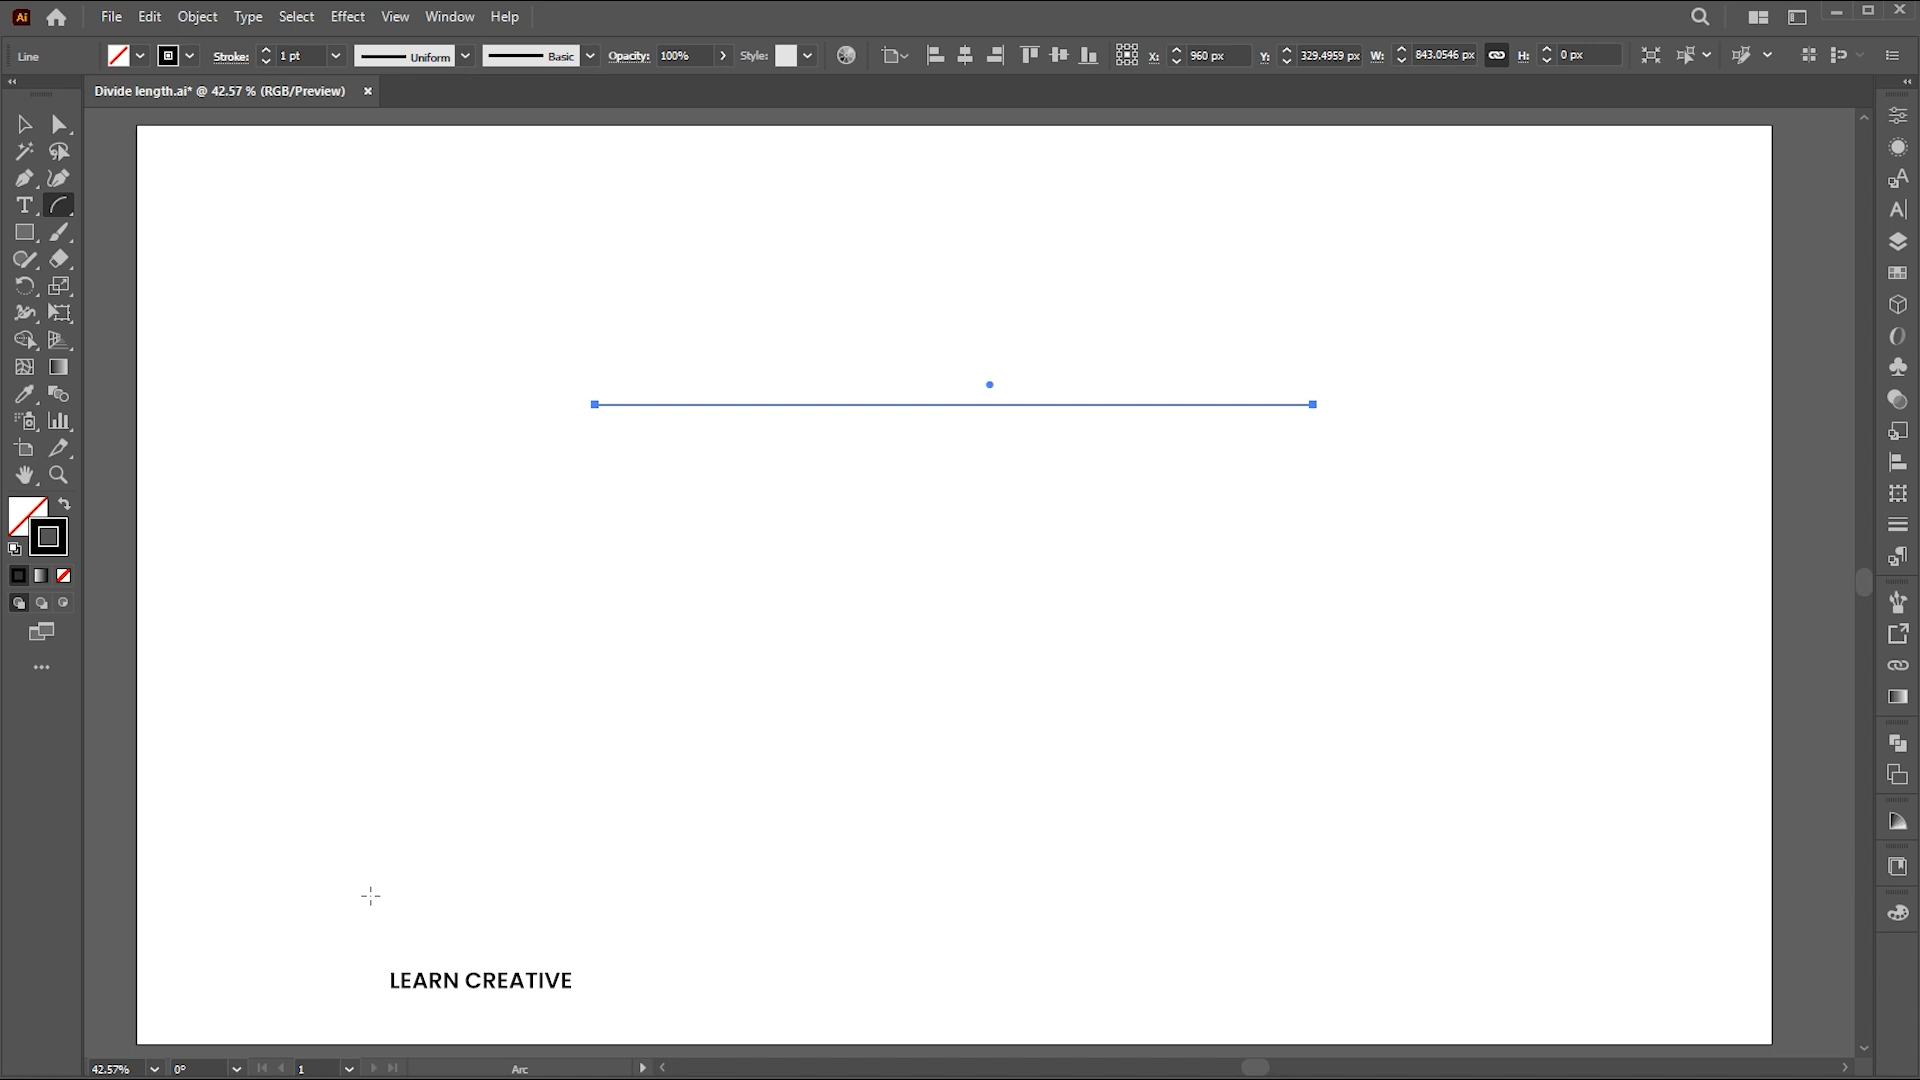 Ai File Edit Object Type Select Effect View Window Help
Line Stroke: 1 pt Uniform Basic Opacity: 100% Style: X: 960 px Y: 329.4959 px W: 843.0546 px H: 0 px
Divide length.ai* @ 42.57 % (RGB/Preview)
LEARN CREATIVE
42.57% 0° 1 Arc